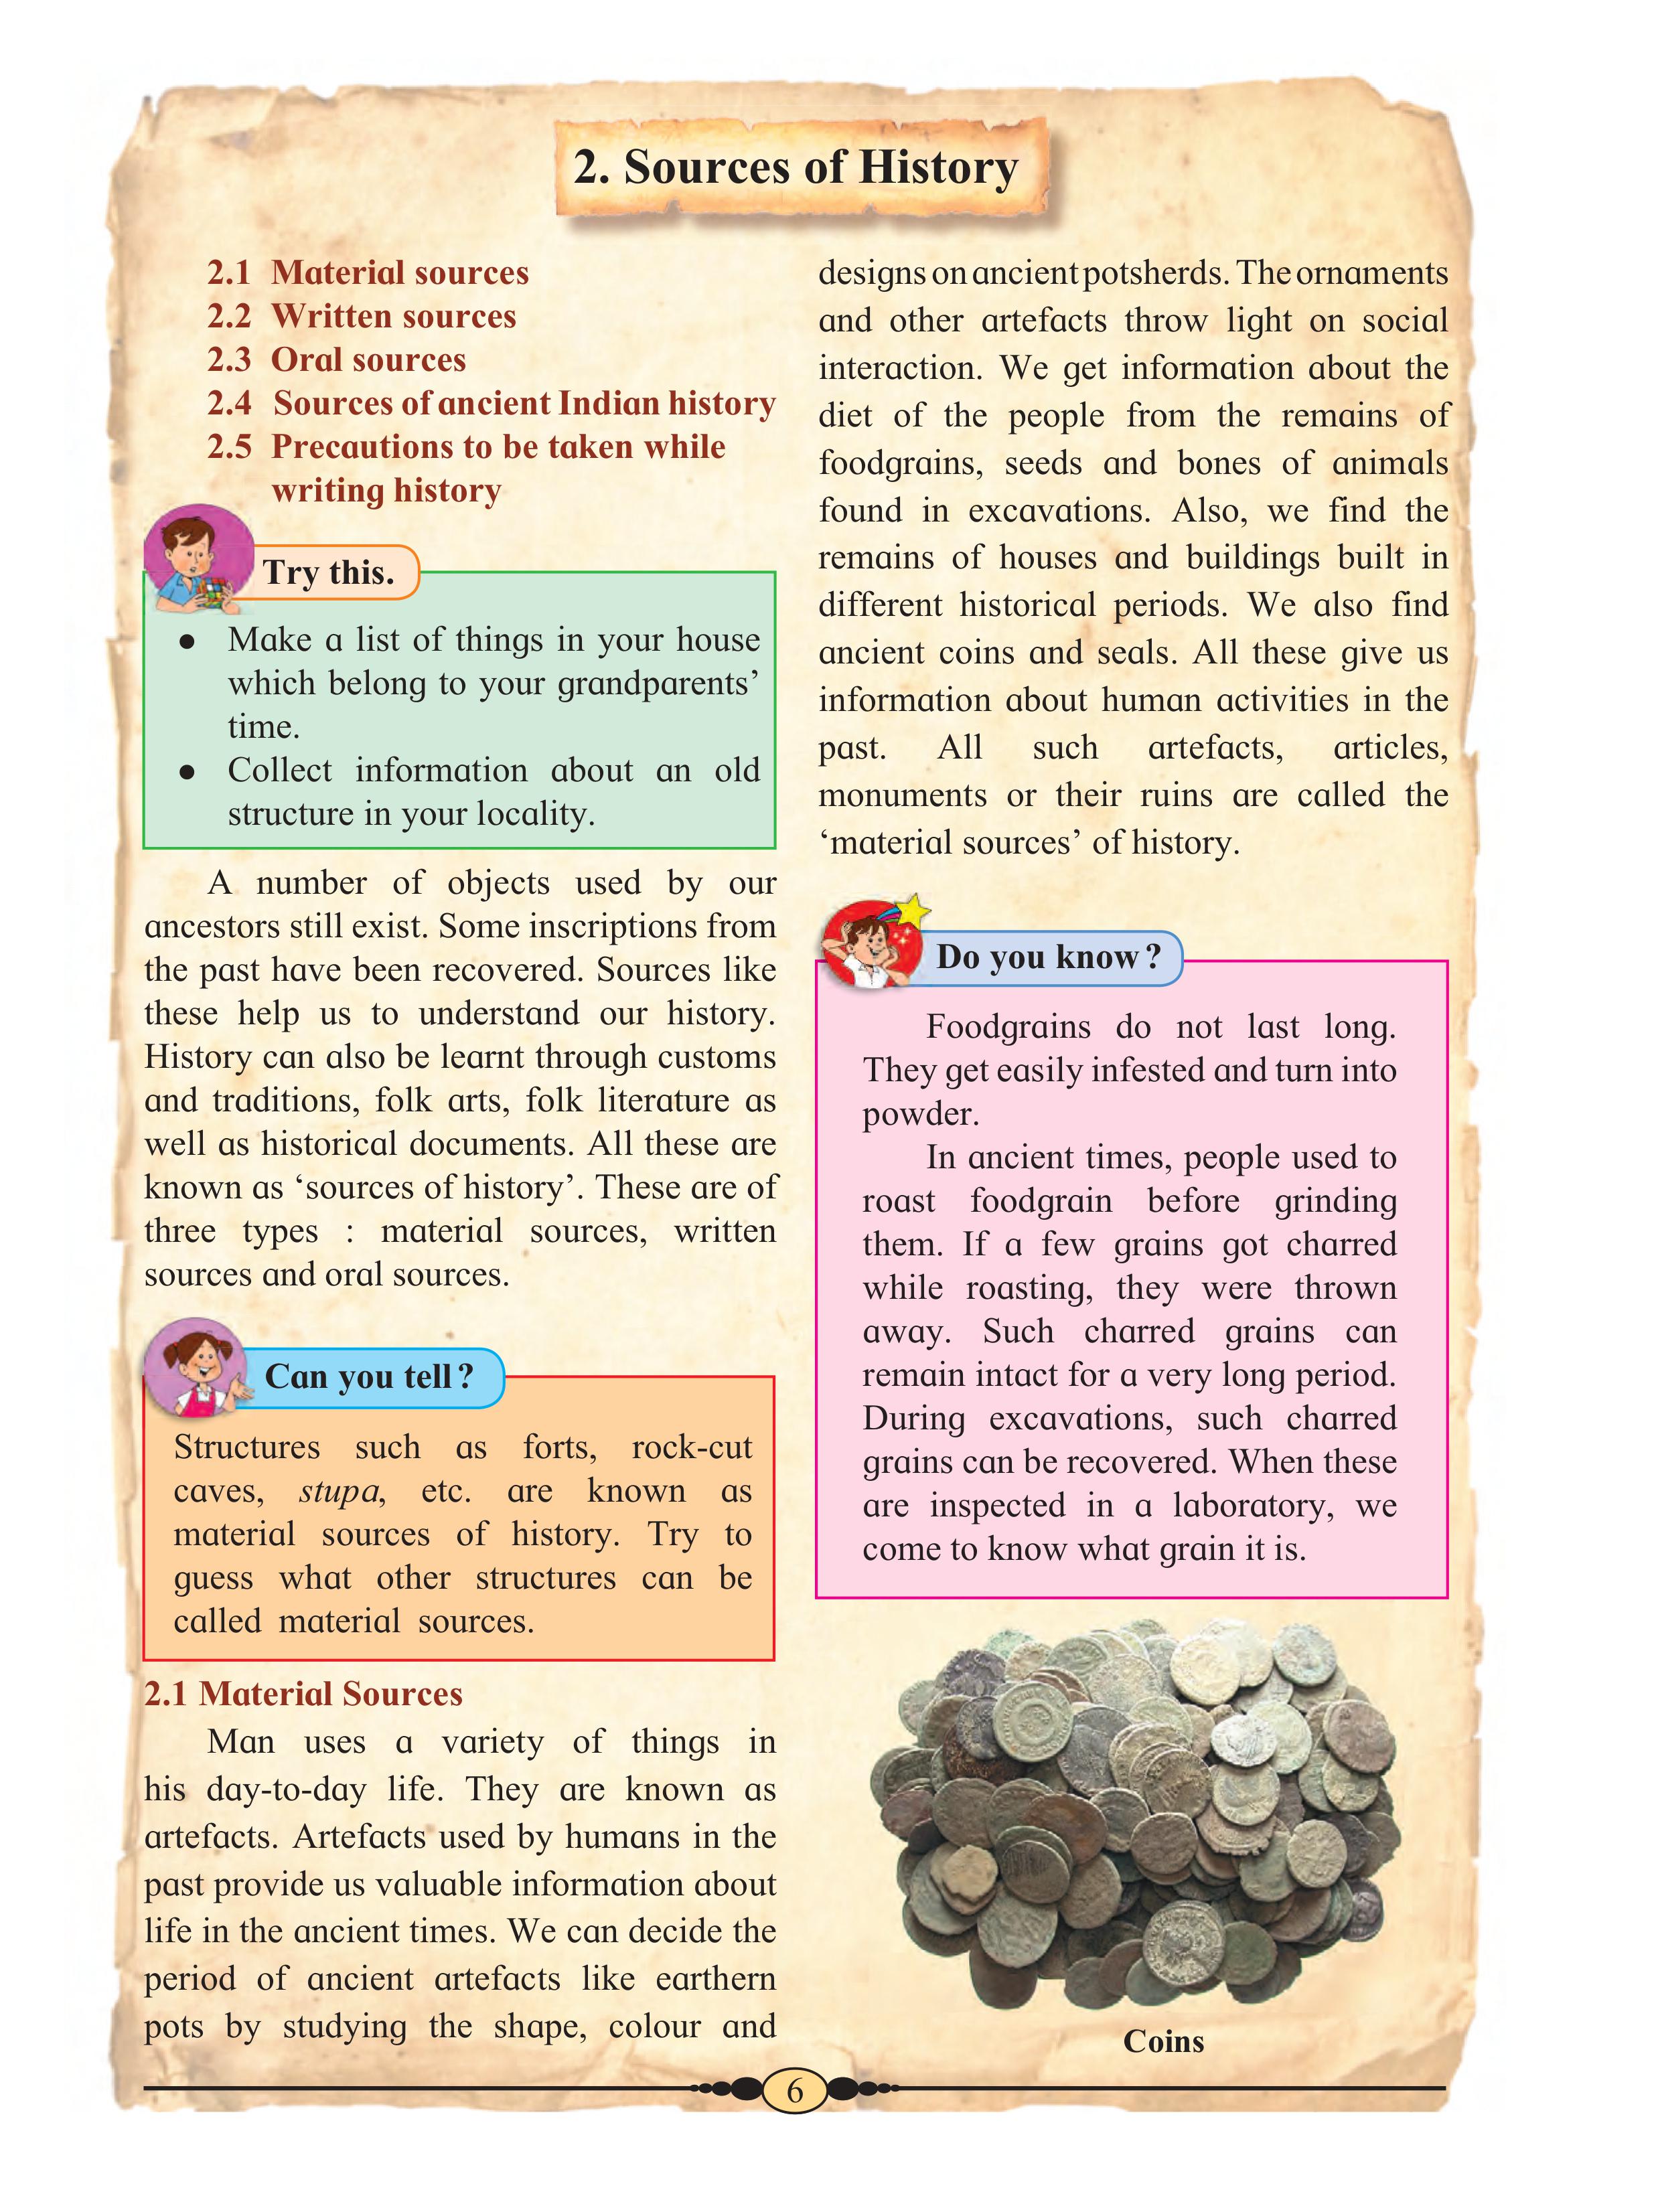 2. Sources of History
2.1 Material sources
2.2 Written sources
2.3 Oral sources
2.4 Sources of ancient Indian history
2.5 Precautions to be taken while
writing history
Try this.
● Make a list of things in your house
which belong to your grandparents’
time.
● Collect information about an old
structure in your locality.
A number of objects used by our
ancestors still exist. Some inscriptions from
the past have been recovered. Sources like
these help us to understand our history.
History can also be learnt through customs
and traditions, folk arts, folk literature as
well as historical documents. All these are
known as ‘sources of history’. These are of
three types : material sources, written
sources and oral sources.
Can you tell ?
Structures such as forts, rock-cut
caves, stupa, etc. are known as
material sources of history. Try to
guess what other structures can be
called material sources.
2.1 Material Sources
Man uses a variety of things in
his day-to-day life. They are known as
artefacts. Artefacts used by humans in the
past provide us valuable information about
life in the ancient times. We can decide the
period of ancient artefacts like earthern
pots by studying the shape, colour and
designs on ancient potsherds. The ornaments
and other artefacts throw light on social
interaction. We get information about the
diet of the people from the remains of
foodgrains, seeds and bones of animals
found in excavations. Also, we find the
remains of houses and buildings built in
different historical periods. We also find
ancient coins and seals. All these give us
information about human activities in the
past. All such artefacts, articles,
monuments or their ruins are called the
‘material sources’ of history.
Do you know ?
Foodgrains do not last long.
They get easily infested and turn into
powder.
In ancient times, people used to
roast foodgrain before grinding
them. If a few grains got charred
while roasting, they were thrown
away. Such charred grains can
remain intact for a very long period.
During excavations, such charred
grains can be recovered. When these
are inspected in a laboratory, we
come to know what grain it is.
Coins
6